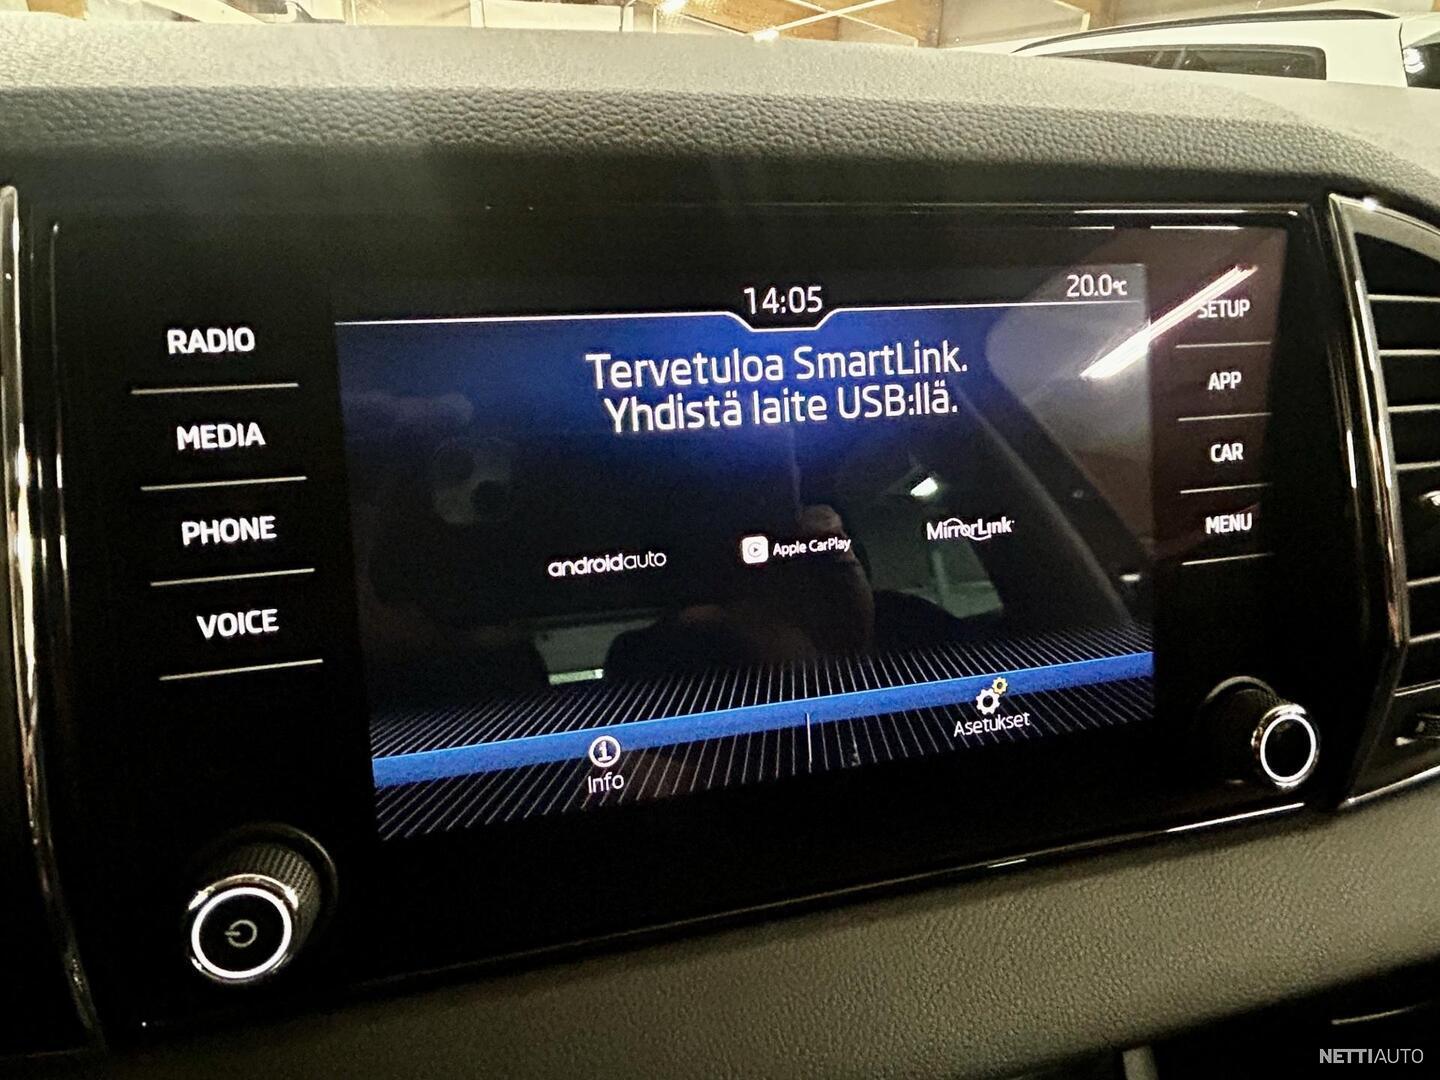 14:05
20.0°C
RADIO
MEDIA
PHONE
VOICE
Tervetuloa SmartLink.
Yhdistä laite USB:llä.
androidauto
Apple CarPlay
MirrorLink
Info
Asetukset
SETUP
APP
CAR
MENU
NETTIAUTO